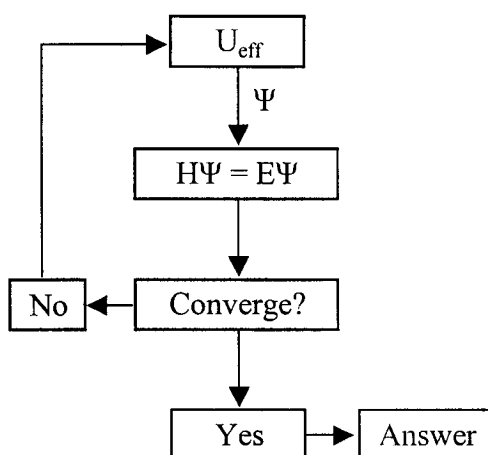 U_eff
Ψ
HΨ = EΨ
No
Converge?
Yes
Answer